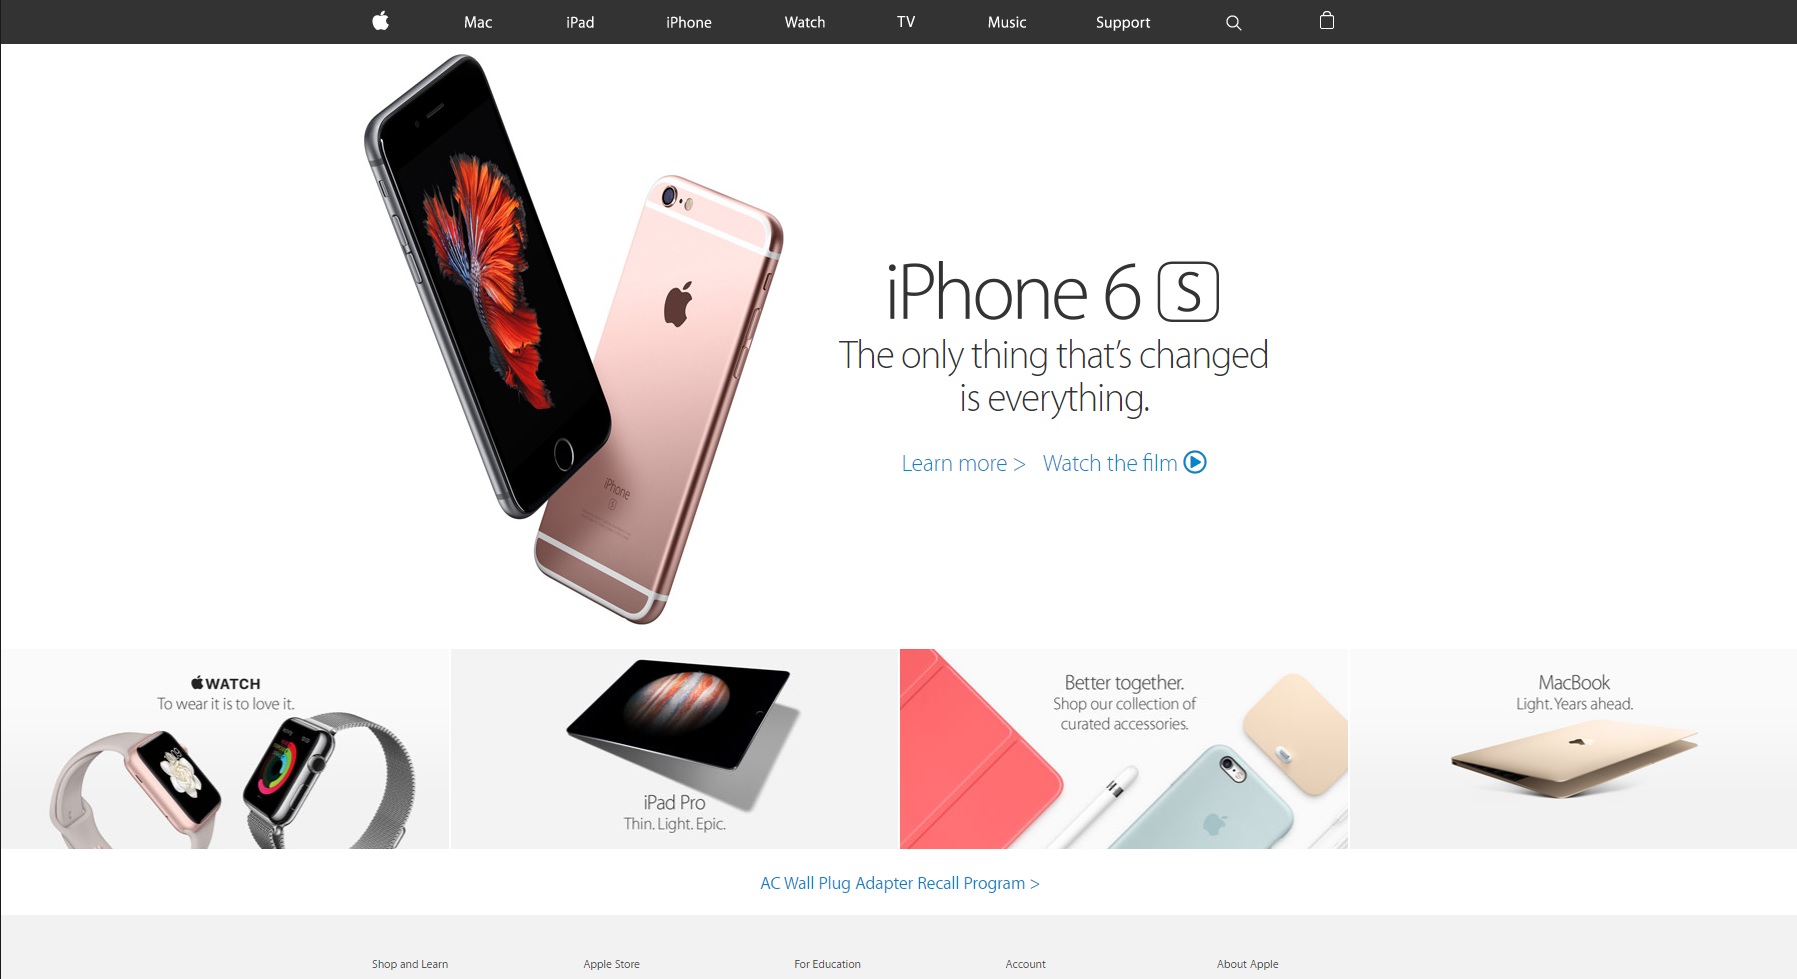 Mac iPad iPhone Watch TV Music Support
iPhone 6 S
The only thing that’s changed
is everything.
Learn more > Watch the film
iPhone
S
WATCH
To wear it is to love it.
iPad Pro
Thin. Light. Epic.
Better together.
Shop our collection of
curated accessories.
MacBook
Light. Years ahead.
AC Wall Plug Adapter Recall Program >
Shop and Learn Apple Store For Education Account About Apple